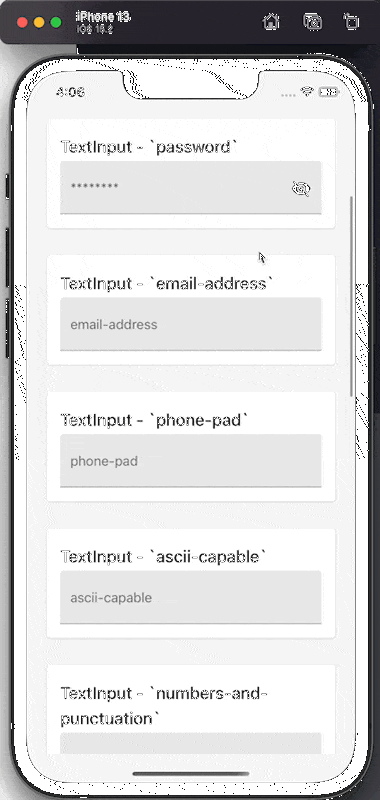 iPhone 13
iOS 15.2
4:06
TextInput - `password`
••••••••
TextInput - `email-address`
email-address
TextInput - `phone-pad`
phone-pad
TextInput - `ascii-capable`
ascii-capable
TextInput - `numbers-and-
punctuation`